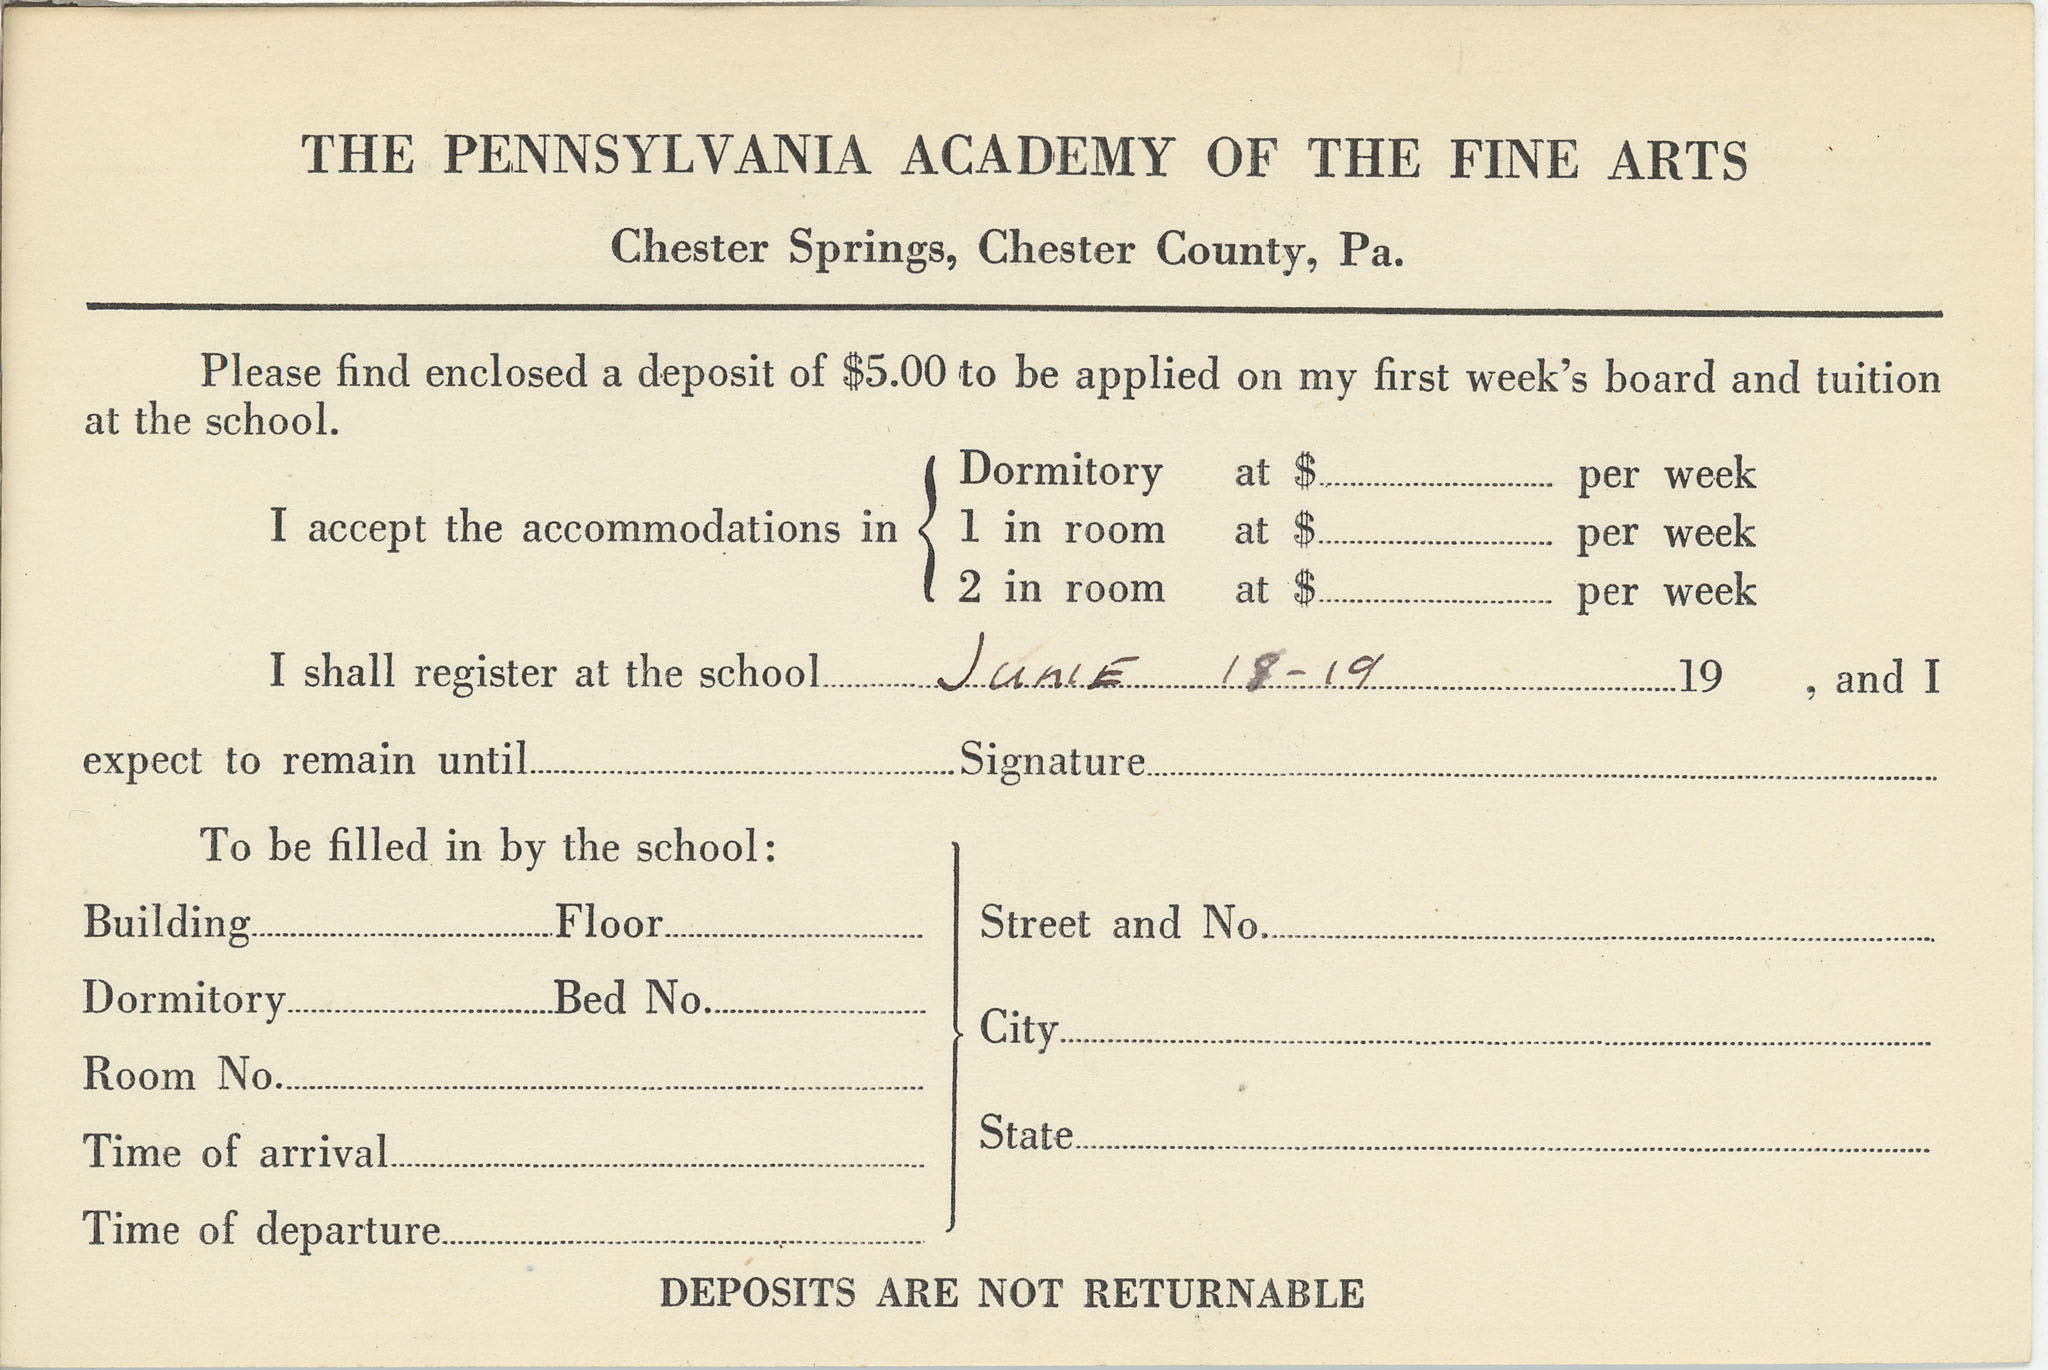 THE PENNSYLVANIA ACADEMY OF THE FINE ARTS
Chester Springs, Chester County, Pa.
Please find enclosed a deposit of $5.00 to be applied on my first week's board and tuition
at the school.
I accept the accommodations in
Dormitory at $ per week
1 in room at $ per week
2 in room at $ per week
I shall register at the school JUNE 18-19 19 , and I
expect to remain until Signature
To be filled in by the school:
Building Floor
Dormitory Bed No.
Room No.
Time of arrival
Time of departure
Street and No.
City
State
DEPOSITS ARE NOT RETURNABLE